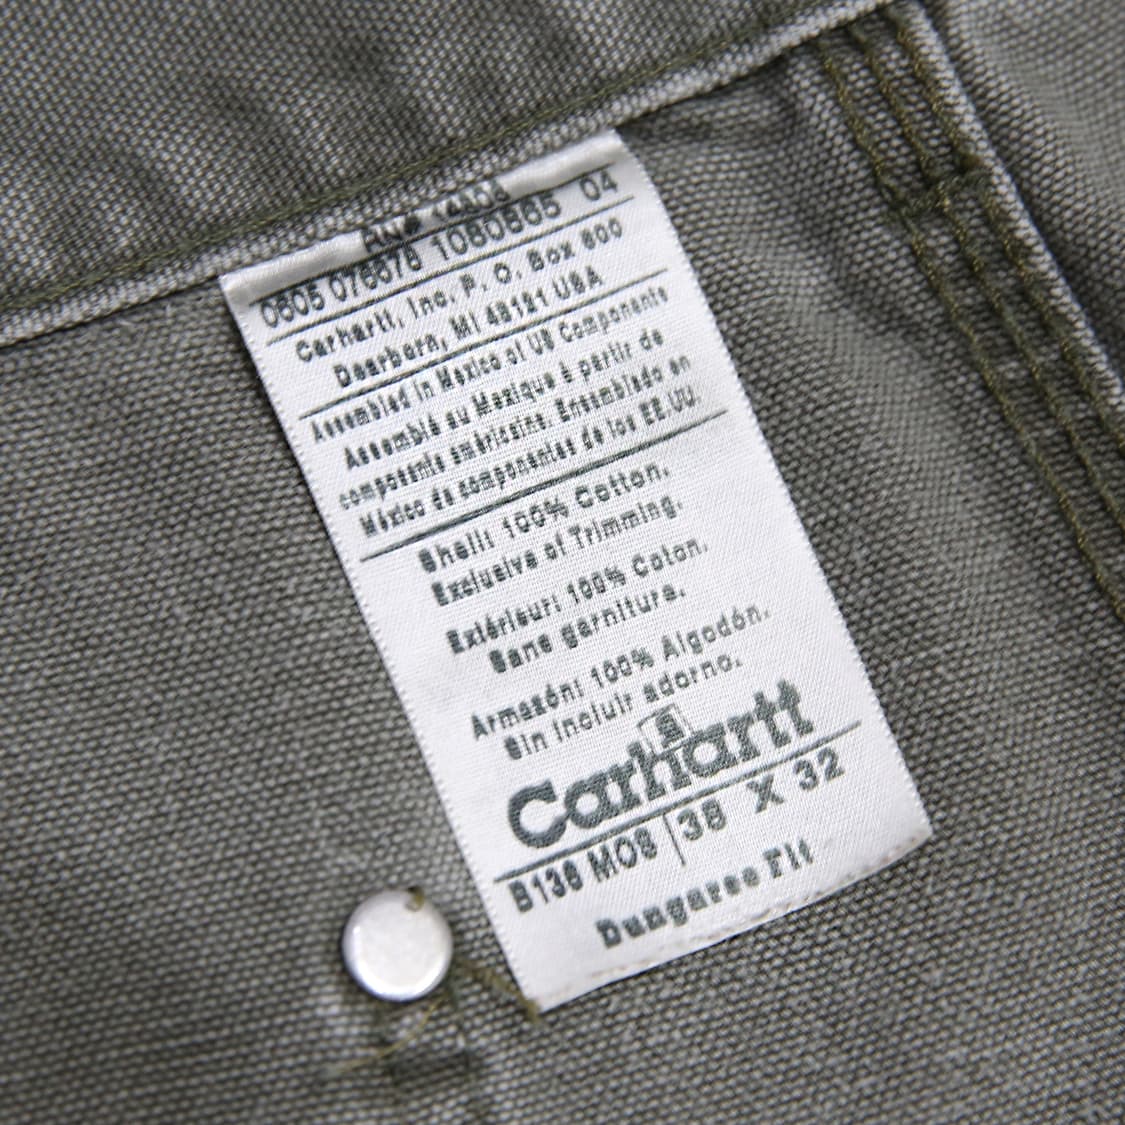 RN# 14806
0605 076676 1080865 04
Carhartt, Inc. P. O. Box 600
Dearborn, MI 48121 USA
Assembled in Mexico of US Components
Assemblé au Mexique à partir de
composants américains. Ensamblado en
México de componentes de los EE.UU.
Shell: 100% Cotton.
Exclusive of Trimming.
Extérieur: 100% Coton.
Sans garniture.
Armazón: 100% Algodón.
Sin incluir adorno.
Carhartt
B136 MOS | 38 X 32
Dungaree Fit